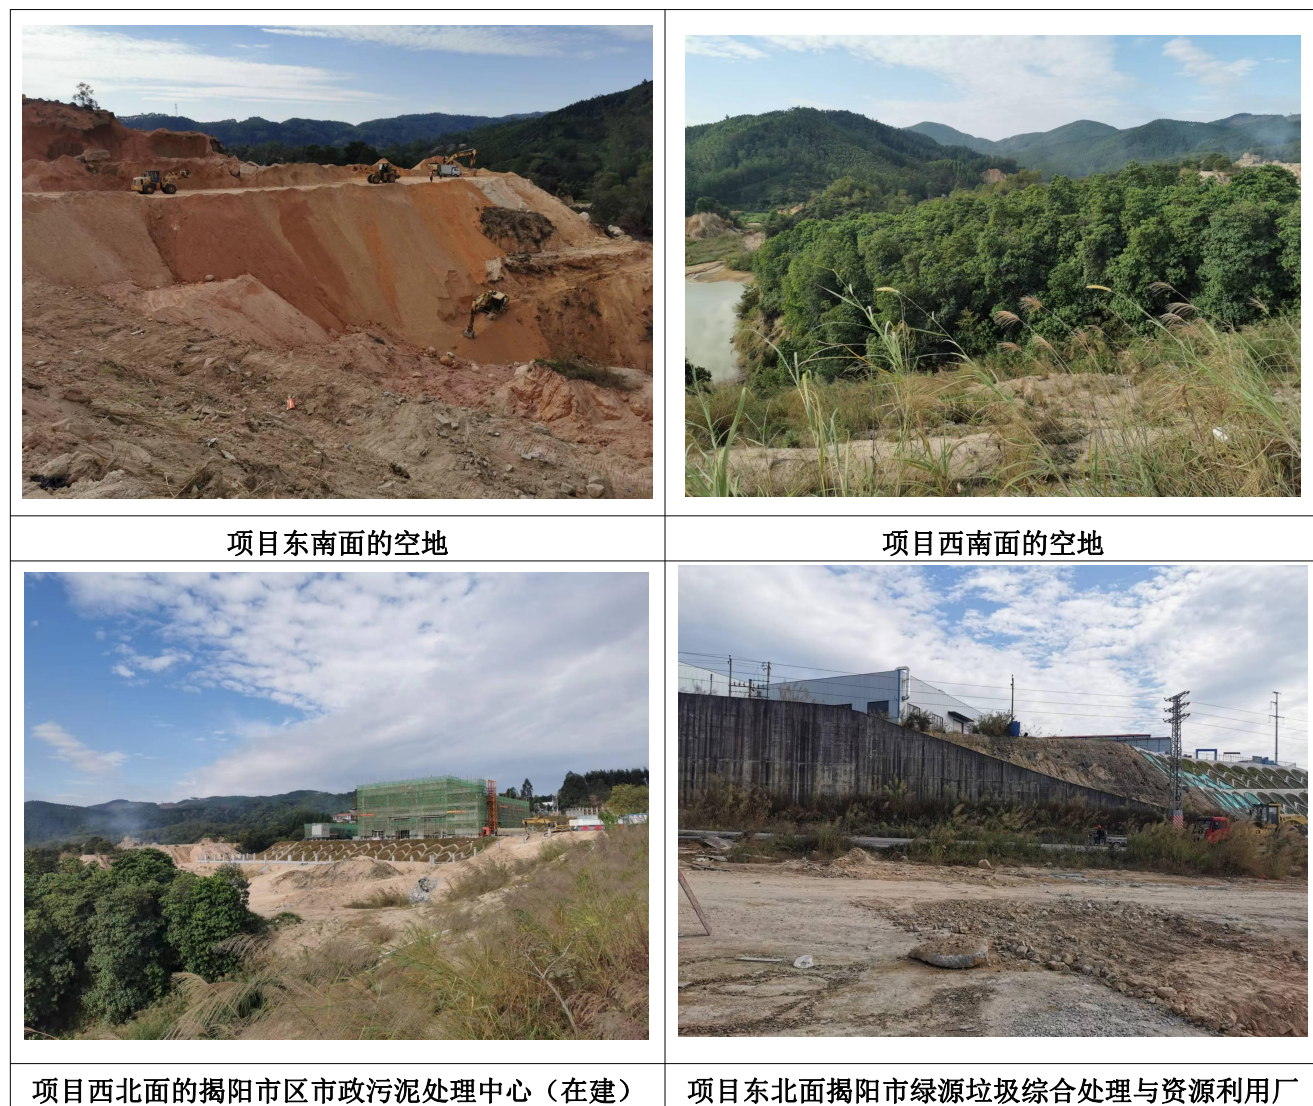 项目东南面的空地
项目西南面的空地
项目西北面的揭阳市区市政污泥处理中心（在建）
项目东北面揭阳市绿源垃圾综合处理与资源利用厂